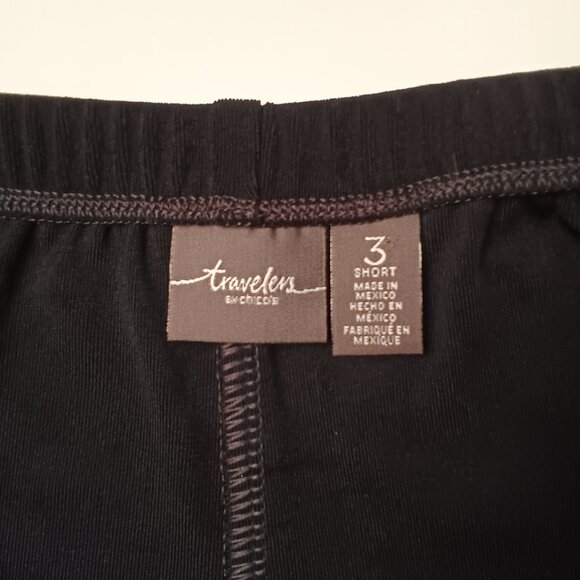 travelers
BY CHICO'S
3
SHORT
MADE IN
MEXICO
HECHO EN
MÉXICO
FABRIQUÉ EN
MEXIQUE